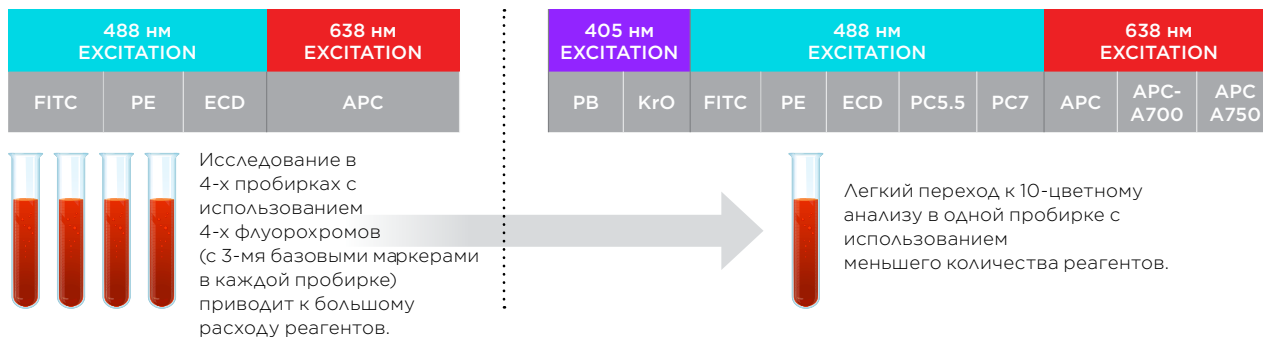 488 нм
EXCITATION
638 нм
EXCITATION
FITC
PE
ECD
APC
Исследование в
4-х пробирках с
использованием
4-х флуорохромов
(с 3-мя базовыми маркерами
в каждой пробирке)
приводит к большому
расходу реагентов.
405 нм
EXCITATION
488 нм
EXCITATION
638 нм
EXCITATION
PB
KrO
FITC
PE
ECD
PC5.5
PC7
APC
APC-
A700
APC
A750
Легкий переход к 10-цветному
анализу в одной пробирке с
использованием
меньшего количества реагентов.